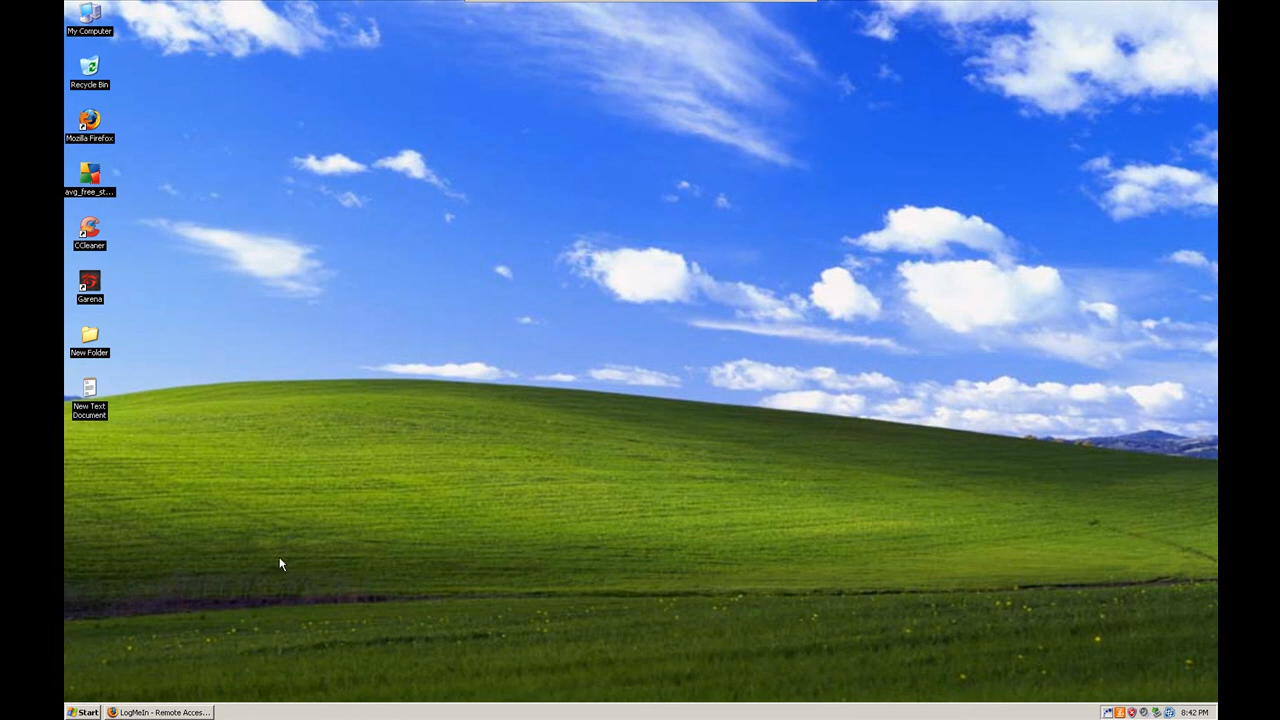 My Computer
Recycle Bin
Mozilla Firefox
avg_free_st...
CCleaner
Garena
New Folder
New Text
Document
Start
LogMeIn - Remote Acces...
8:42 PM